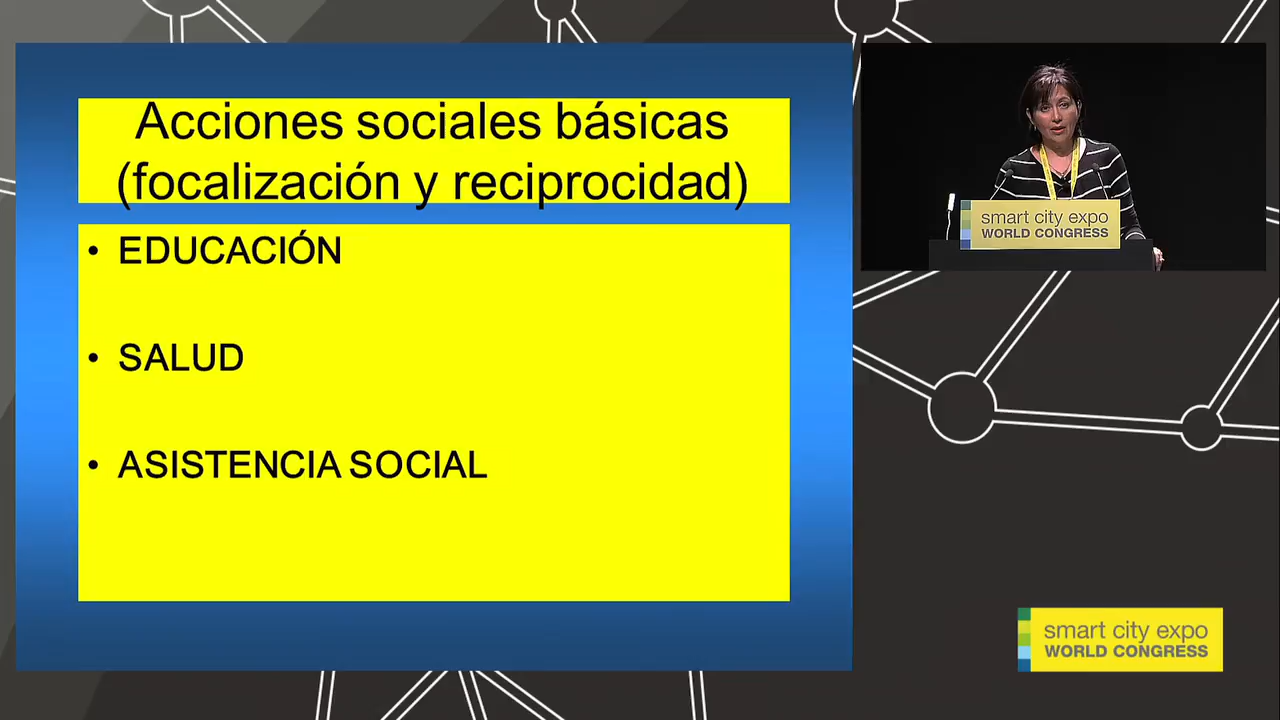 Acciones sociales básicas
(focalización y reciprocidad)
• EDUCACIÓN
• SALUD
• ASISTENCIA SOCIAL
smart city expo
WORLD CONGRESS
smart city expo
WORLD CONGRESS